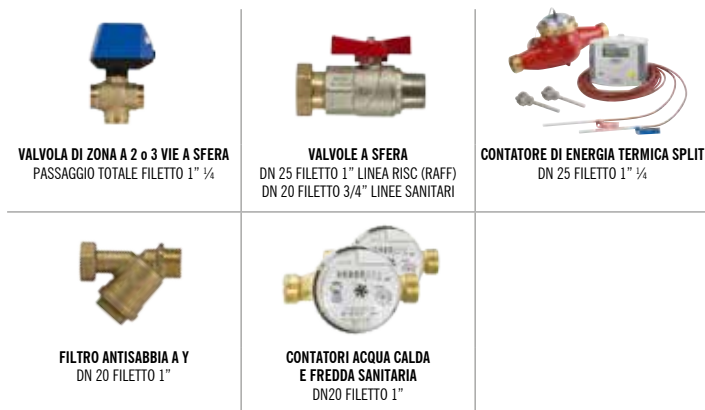 VALVOLA DI ZONA A 2 o 3 VIE A SFERA
PASSAGGIO TOTALE FILETTO 1” ¼
VALVOLE A SFERA
DN 25 FILETTO 1” LINEA RISC (RAFF)
DN 20 FILETTO 3/4” LINEE SANITARI
CONTATORE DI ENERGIA TERMICA SPLIT
DN 25 FILETTO 1” ¼
FILTRO ANTISABBIA A Y
DN 20 FILETTO 1”
CONTATORI ACQUA CALDA
E FREDDA SANITARIA
DN20 FILETTO 1”